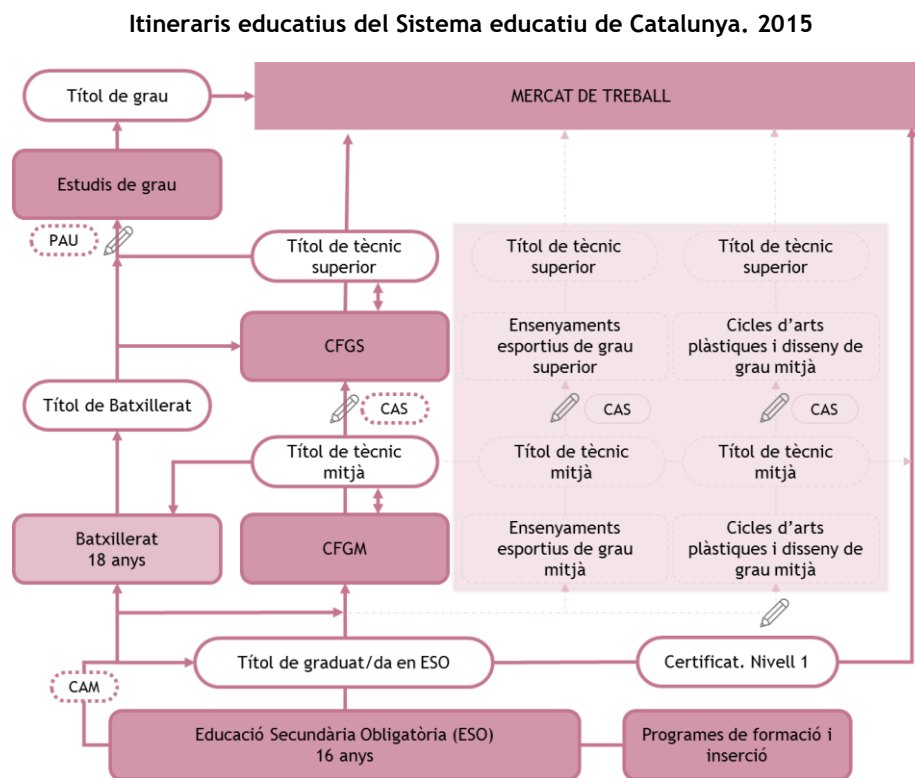 Itineraris educatius del Sistema educatiu de Catalunya. 2015
Títol de grau
MERCAT DE TREBALL
Estudis de grau
PAU
Títol de tècnic
superior
Títol de tècnic
superior
Títol de tècnic
superior
CFGS
Ensenyaments
esportius de grau
superior
Cicles d’arts
plàstiques i disseny de
grau mitjà
Títol de Batxillerat
CAS
CAS
CAS
Títol de tècnic
mitjà
Títol de tècnic
mitjà
Títol de tècnic
mitjà
Batxillerat
18 anys
CFGM
Ensenyaments
esportius de grau
mitjà
Cicles d’arts
plàstiques i disseny de
grau mitjà
Títol de graduat/da en ESO
Certificat. Nivell 1
CAM
Educació Secundària Obligatòria (ESO)
16 anys
Programes de formació i
inserció